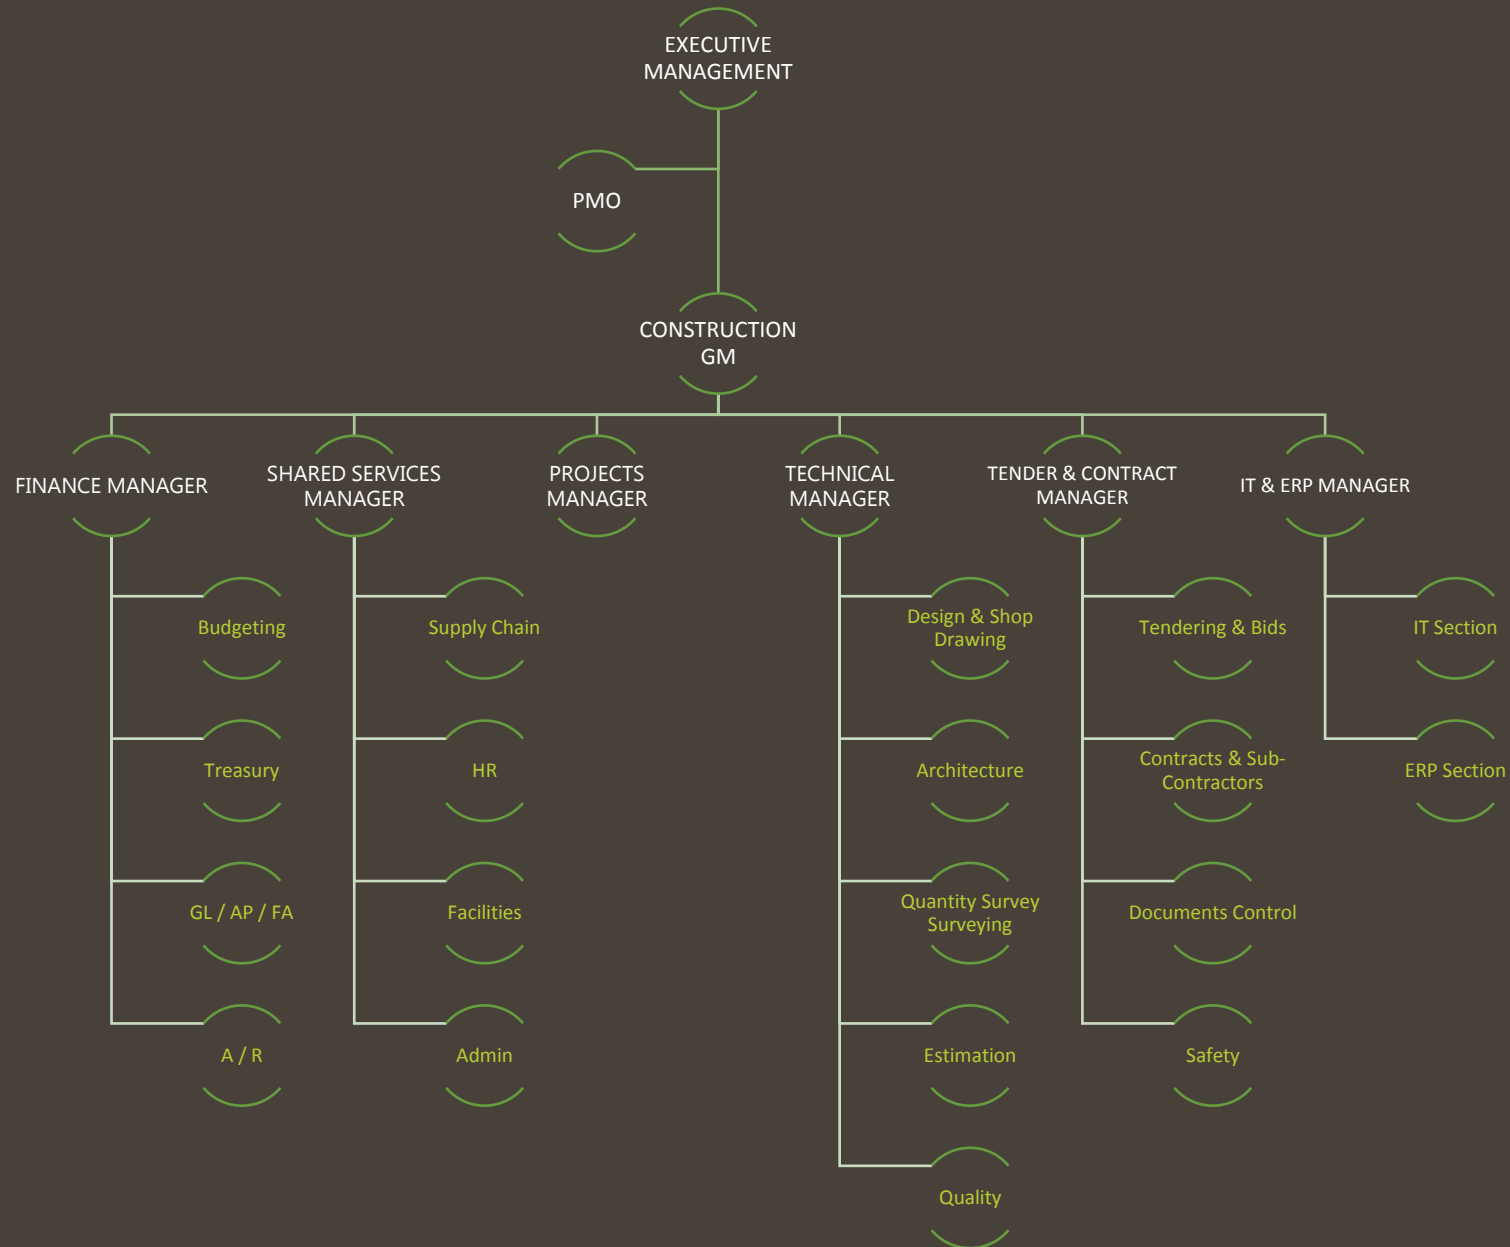 EXECUTIVE
MANAGEMENT
PMO
CONSTRUCTION
GM
FINANCE MANAGER
SHARED SERVICES
MANAGER
PROJECTS
MANAGER
TECHNICAL
MANAGER
TENDER & CONTRACT
MANAGER
IT & ERP MANAGER
Budgeting
Treasury
GL / AP / FA
A / R
Supply Chain
HR
Facilities
Admin
Design & Shop
Drawing
Architecture
Quantity Survey
Surveying
Estimation
Quality
Tendering & Bids
Contracts & Sub-
Contractors
Documents Control
Safety
IT Section
ERP Section